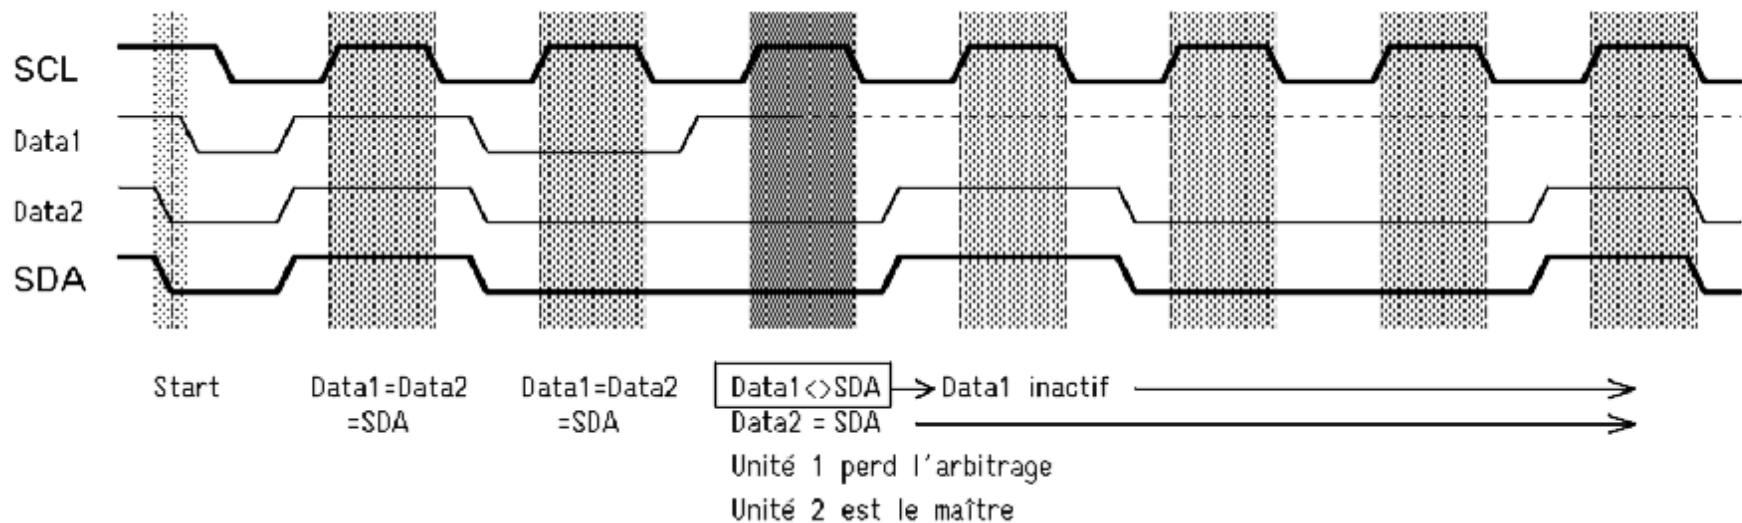 SCL
Data1
Data2
SDA
Start
Data1=Data2
=SDA
Data1=Data2
=SDA
Data1<>SDA
Data1 inactif
Data2 = SDA
Unité 1 perd l'arbitrage
Unité 2 est le maître